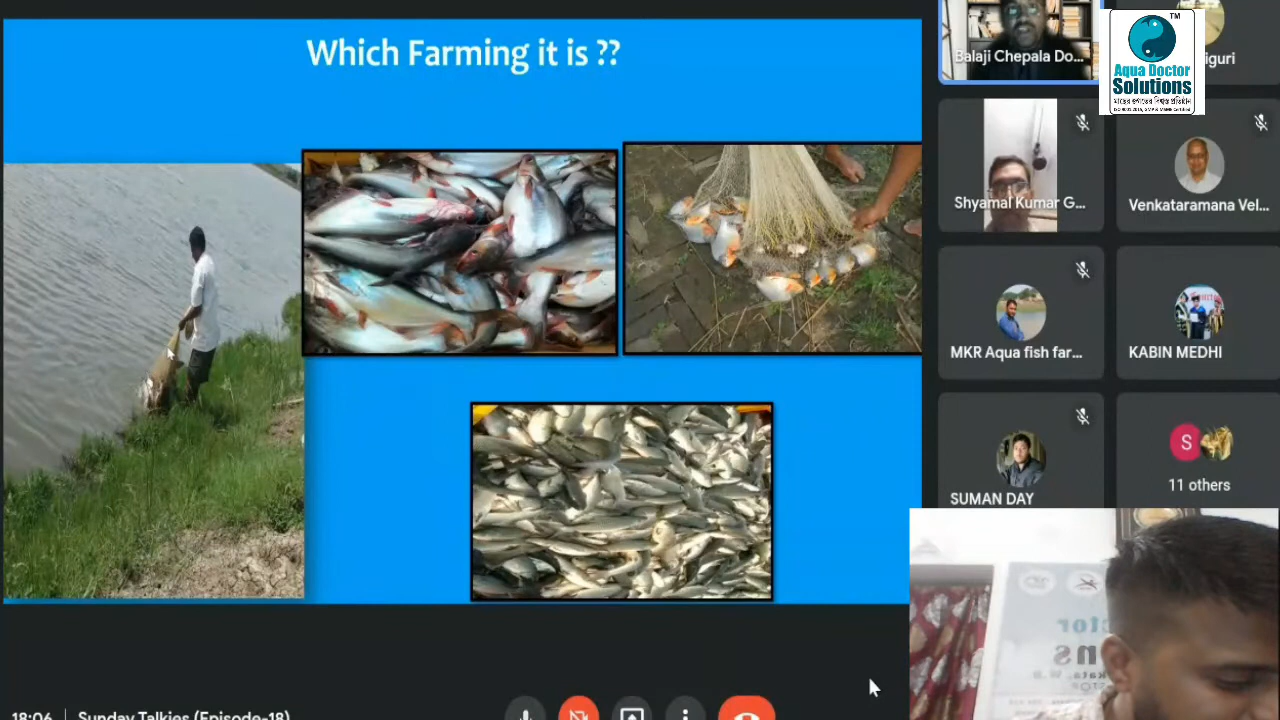 Which Farming it is ??
Balaji Chepala Do...
iguri
TM
Aqua Doctor
Solutions
Shyamal Kumar G...
Venkataramana Vel...
MKR Aqua fish far...
KABIN MEDHI
SUMAN DAY
S
11 others
18:06 | Sunday Talkies (Episode-18)